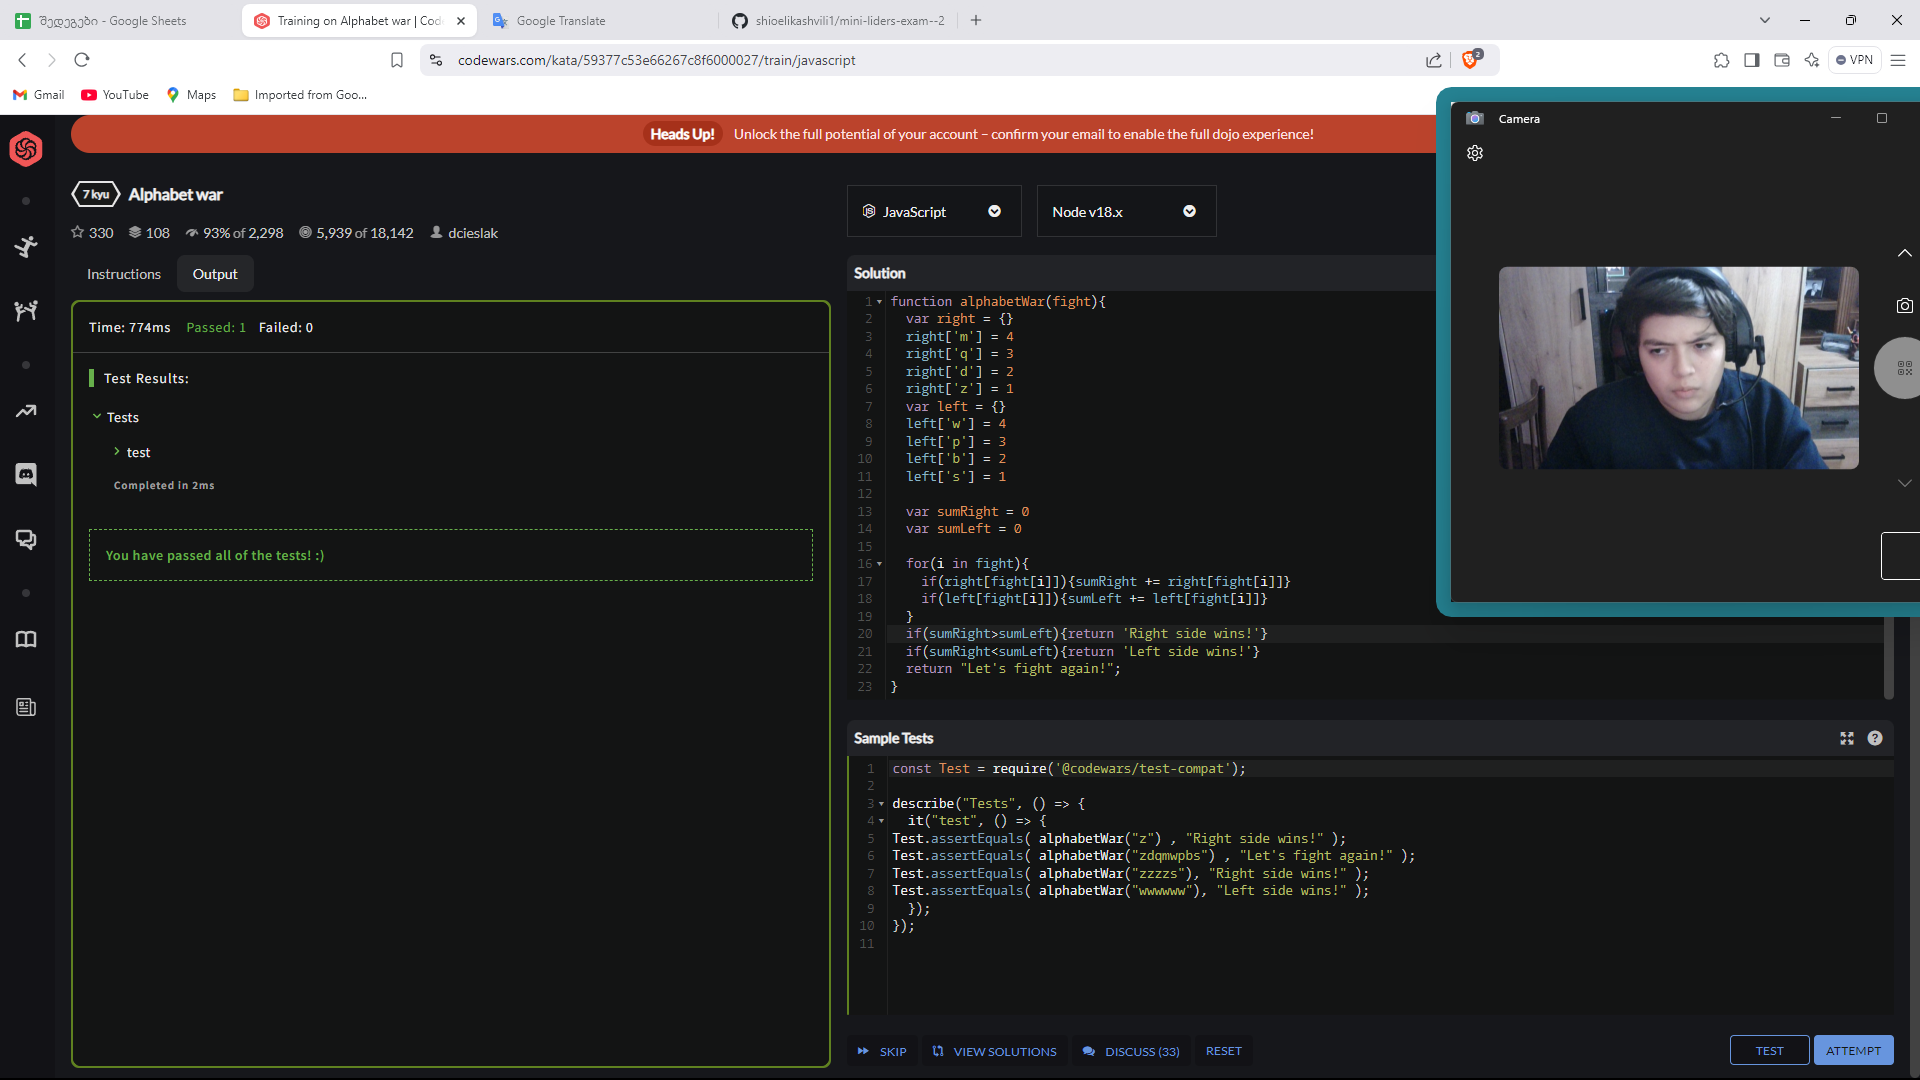 შედეგები - Google Sheets
Training on Alphabet war | Cod
Google Translate
shioelikashvili1/mini-liders-exam--2
codewars.com/kata/59377c53e66267c8f6000027/train/javascript
2
VPN
Gmail
YouTube
Maps
Imported from Goo...
Heads Up!
Unlock the full potential of your account – confirm your email to enable the full dojo experience!
Camera
7 kyu
Alphabet war
330
108
93% of 2,298
5,939 of 18,142
dcieslak
JavaScript
Node v18.x
Instructions
Output
Time: 774ms
Passed: 1
Failed: 0
Test Results:
Tests
test
Completed in 2ms
You have passed all of the tests! :)
Solution
1 function alphabetWar(fight){
2 var right = {}
3 right['m'] = 4
4 right['q'] = 3
5 right['d'] = 2
6 right['z'] = 1
7 var left = {}
8 left['w'] = 4
9 left['p'] = 3
10 left['b'] = 2
11 left['s'] = 1
12
13 var sumRight = 0
14 var sumLeft = 0
15
16 for(i in fight){
17 if(right[fight[i]]){sumRight += right[fight[i]]}
18 if(left[fight[i]]){sumLeft += left[fight[i]]}
19 }
20 if(sumRight>sumLeft){return 'Right side wins!'}
21 if(sumRight<sumLeft){return 'Left side wins!'}
22 return "Let's fight again!";
23 }
Sample Tests
1 const Test = require('@codewars/test-compat');
2
3 describe("Tests", () => {
4 it("test", () => {
5 Test.assertEquals( alphabetWar("z") , "Right side wins!" );
6 Test.assertEquals( alphabetWar("zdqmwpbs") , "Let's fight again!" );
7 Test.assertEquals( alphabetWar("zzzzs"), "Right side wins!" );
8 Test.assertEquals( alphabetWar("wwwwww"), "Left side wins!" );
9 });
10 });
11
SKIP
VIEW SOLUTIONS
DISCUSS (33)
RESET
TEST
ATTEMPT